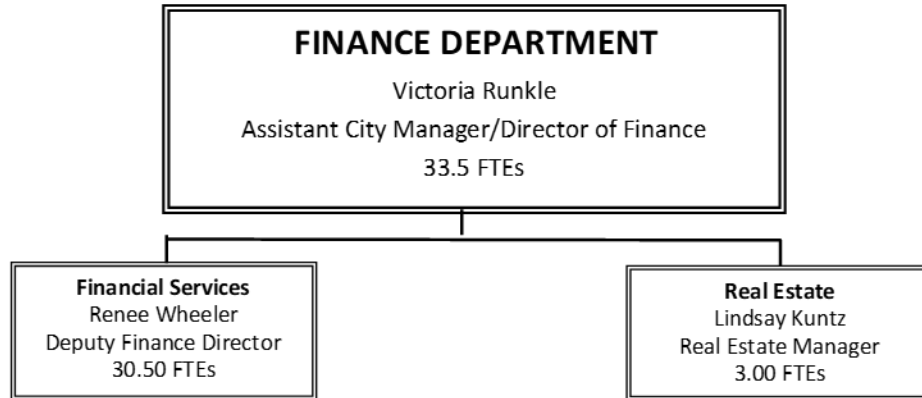 FINANCE DEPARTMENT
Victoria Runkle
Assistant City Manager/Director of Finance
33.5 FTEs
Financial Services
Renee Wheeler
Deputy Finance Director
30.50 FTEs
Real Estate
Lindsay Kuntz
Real Estate Manager
3.00 FTEs